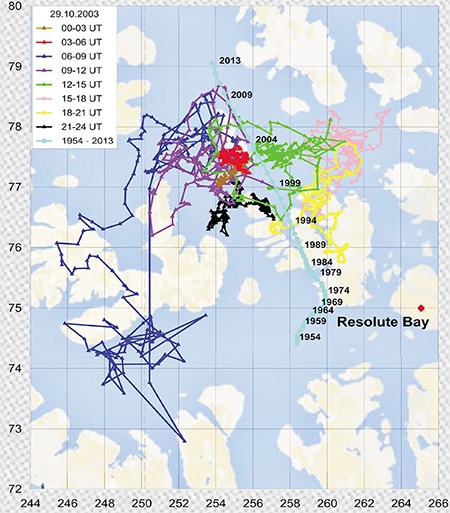 80
29.10.2003
00-03 UT
03-06 UT
06-09 UT
09-12 UT
12-15 UT
15-18 UT
18-21 UT
21-24 UT
1954 - 2013
2013
79
2009
78
2004
1999
77
1994
76
1989
1984
1979
1974
75
1969
1964
Resolute Bay
1959
1954
74
73
72
244 246 248 250 252 254 256 258 260 262 264 266